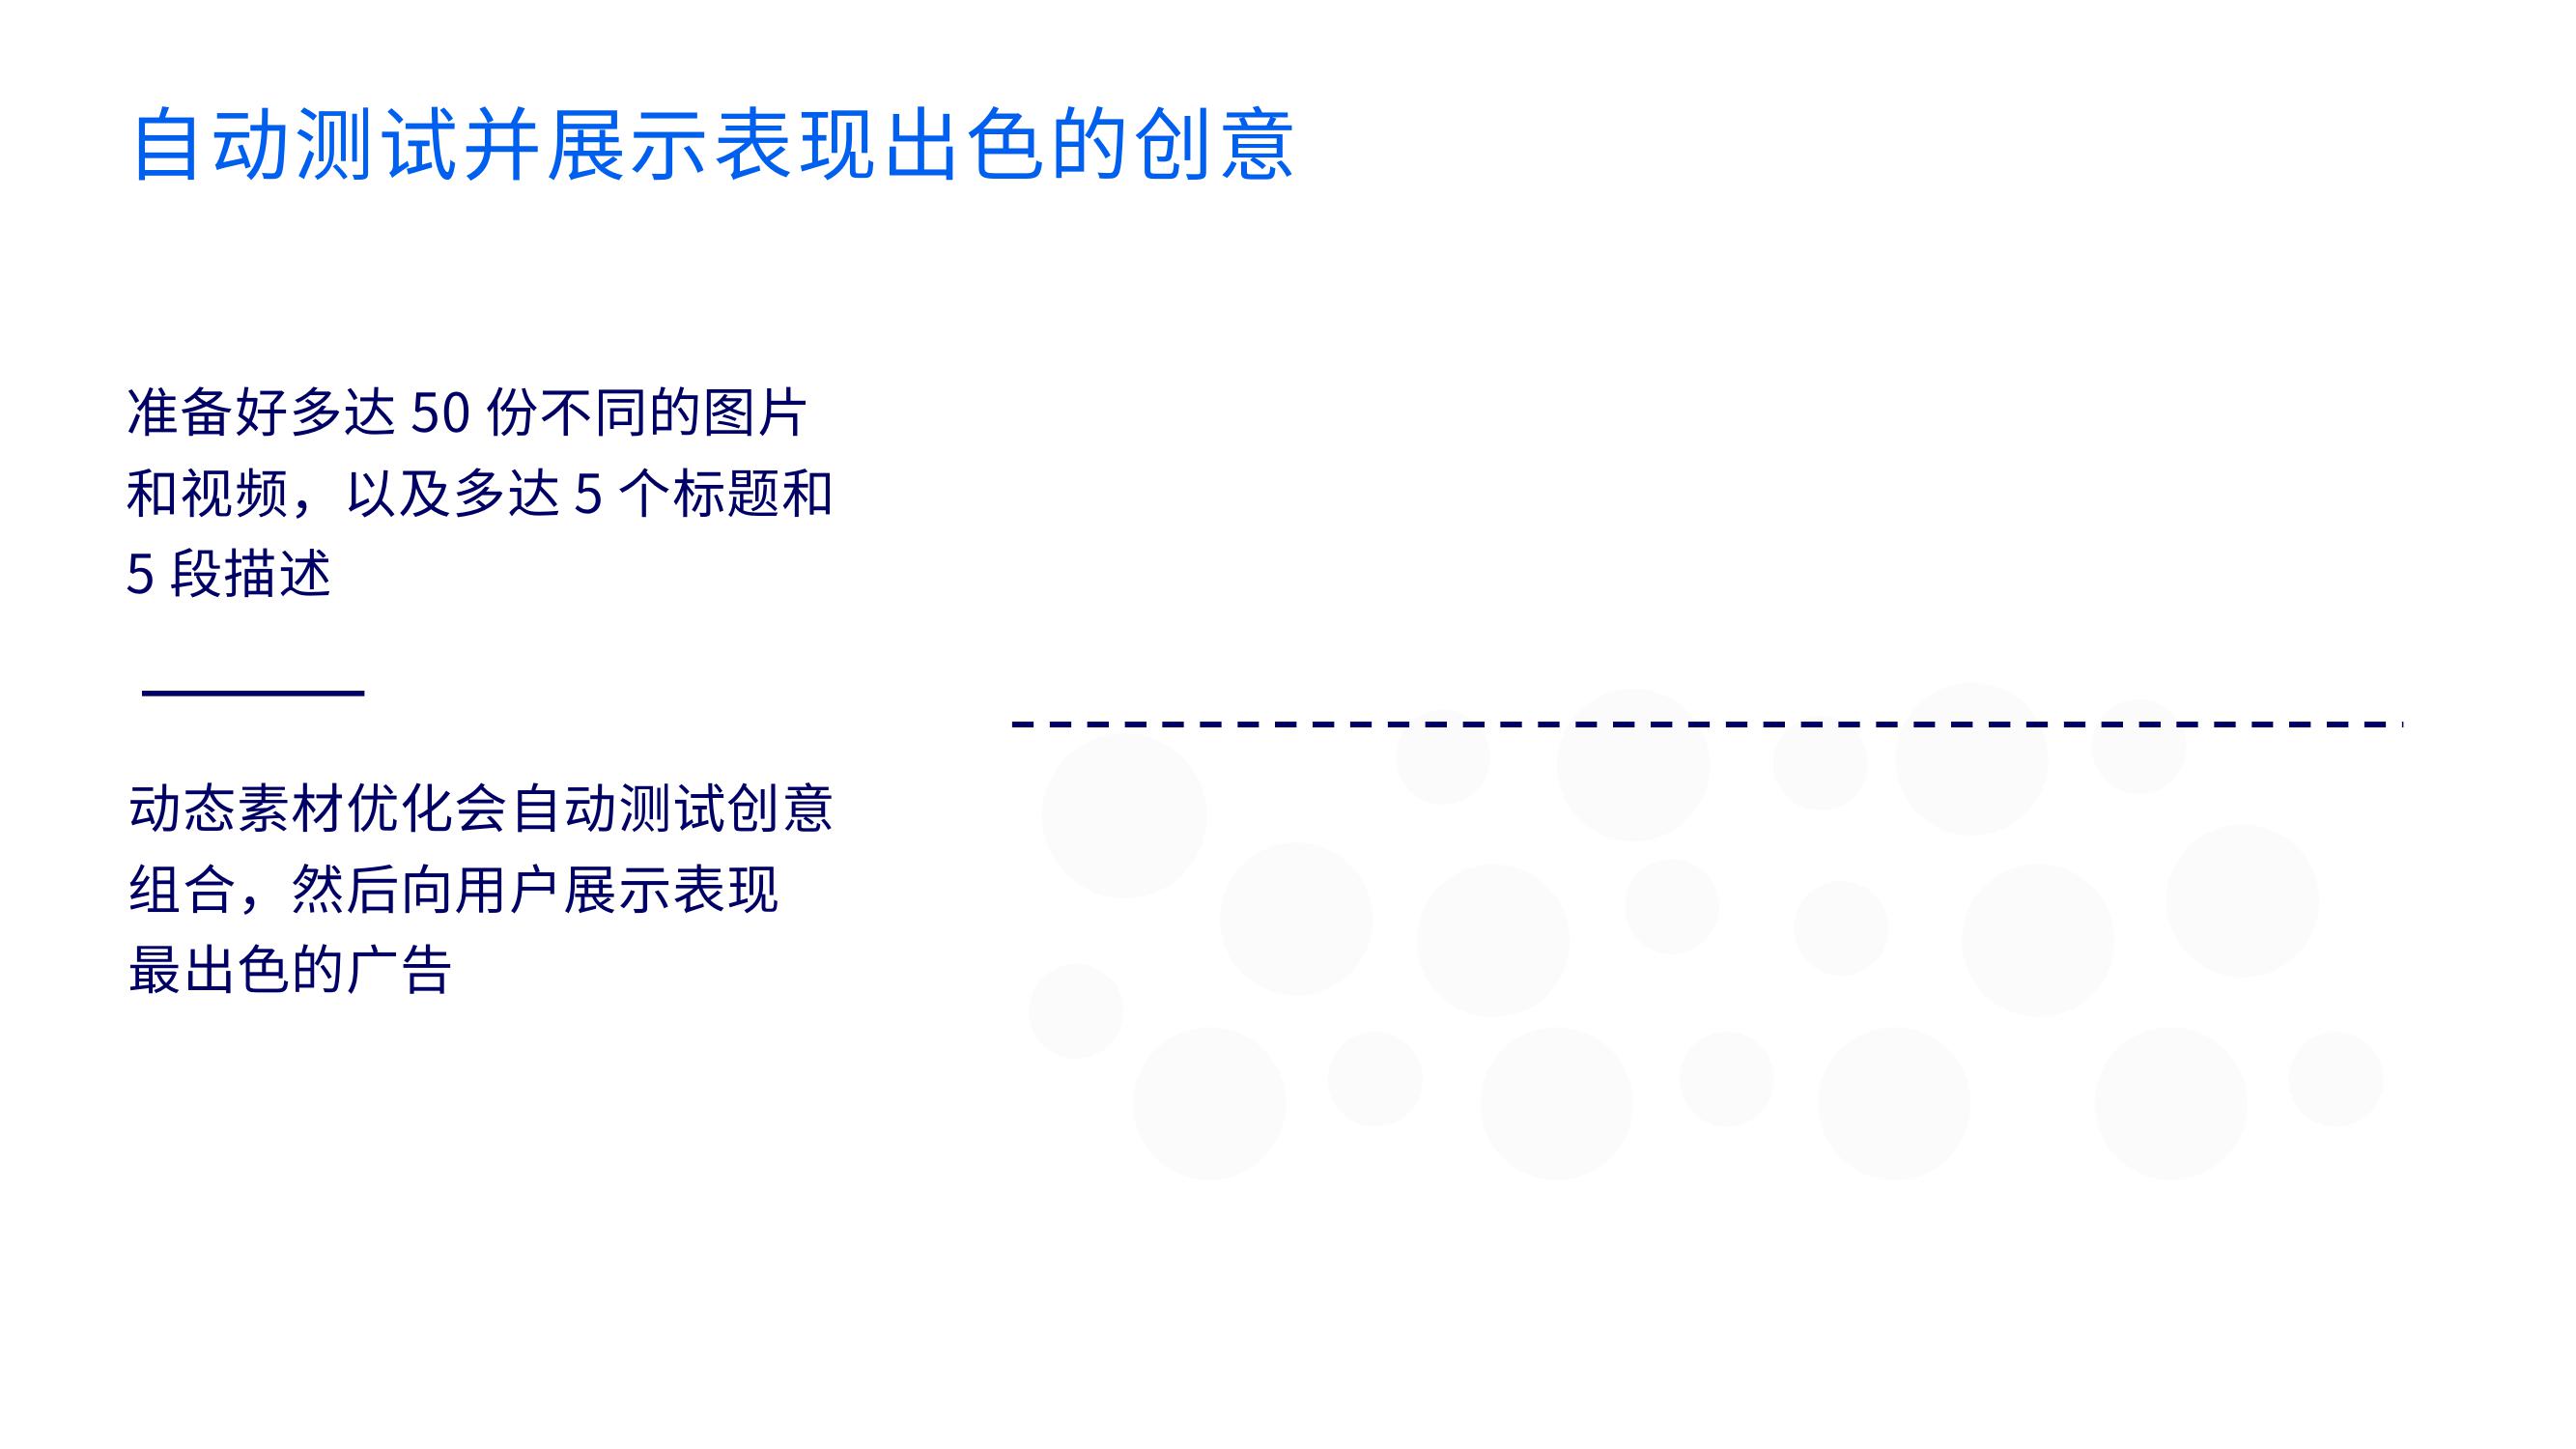 自动测试并展示表现出色的创意
准备好多达 50 份不同的图片
和视频，以及多达 5 个标题和
5 段描述
动态素材优化会自动测试创意
组合，然后向用户展示表现
最出色的广告